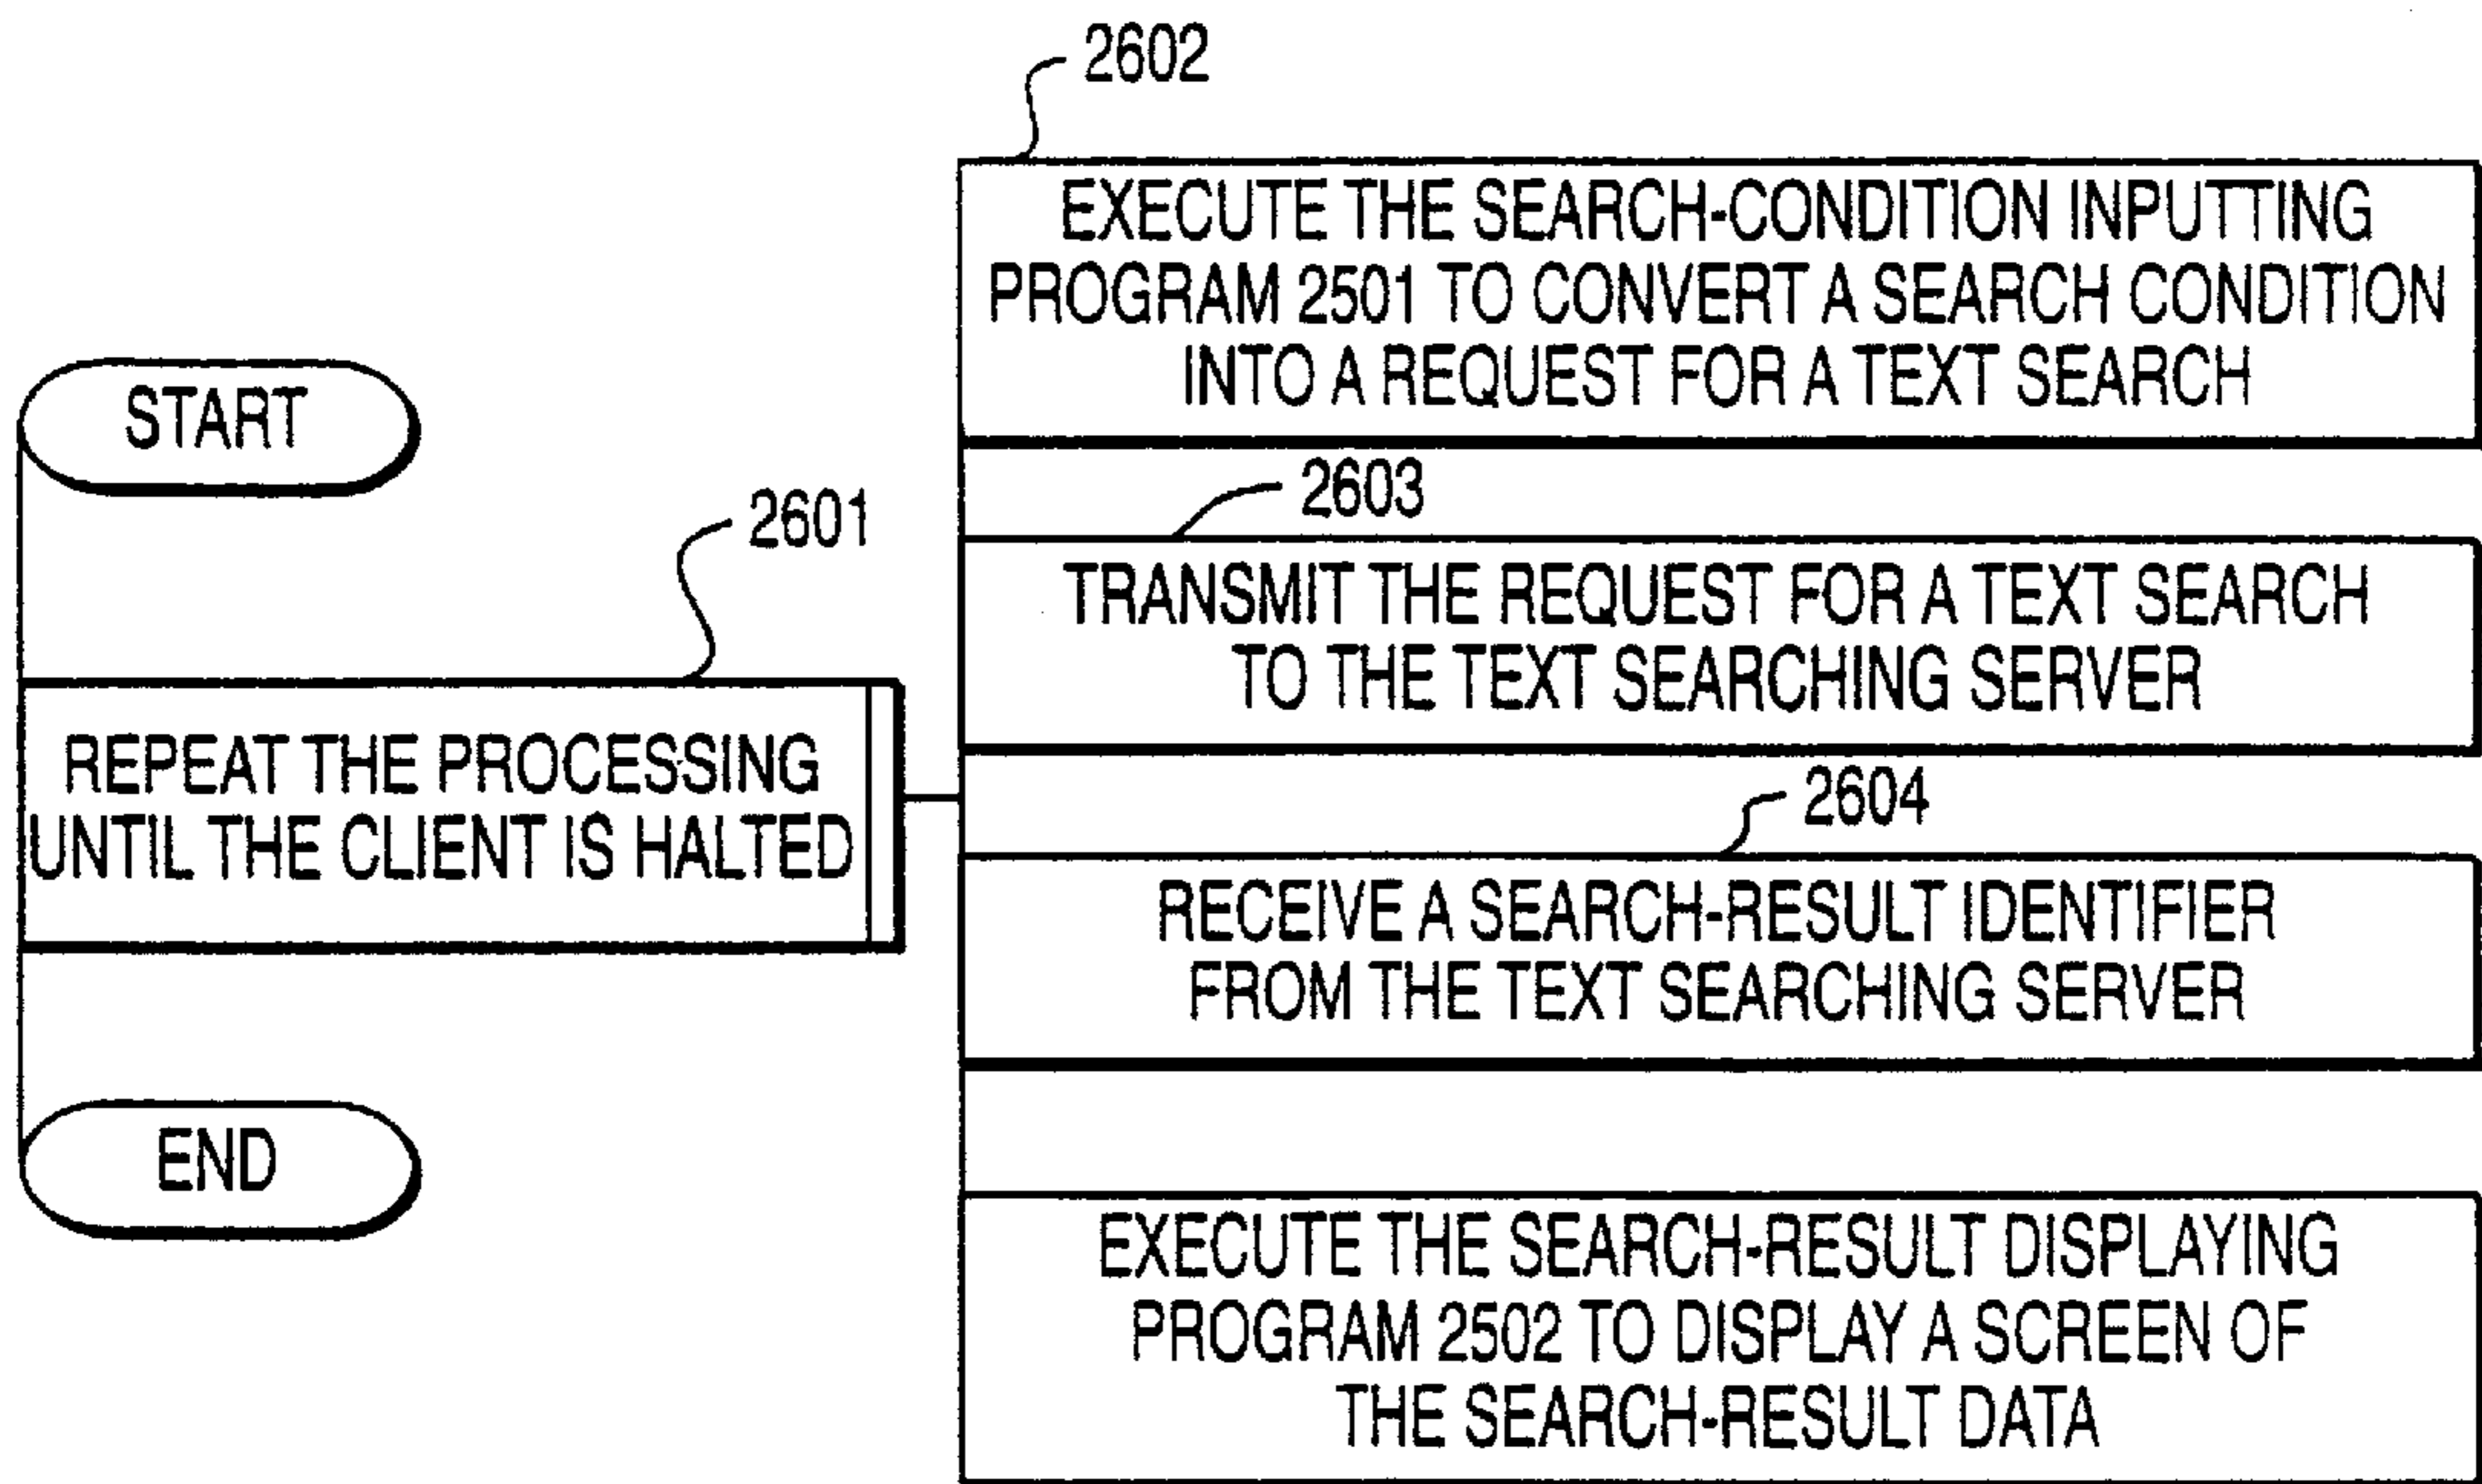 START
2601
REPEAT THE PROCESSING
UNTIL THE CLIENT IS HALTED
END
2602
EXECUTE THE SEARCH-CONDITION INPUTTING
PROGRAM 2501 TO CONVERT A SEARCH CONDITION
INTO A REQUEST FOR A TEXT SEARCH
2603
TRANSMIT THE REQUEST FOR A TEXT SEARCH
TO THE TEXT SEARCHING SERVER
2604
RECEIVE A SEARCH-RESULT IDENTIFIER
FROM THE TEXT SEARCHING SERVER
EXECUTE THE SEARCH-RESULT DISPLAYING
PROGRAM 2502 TO DISPLAY A SCREEN OF
THE SEARCH-RESULT DATA